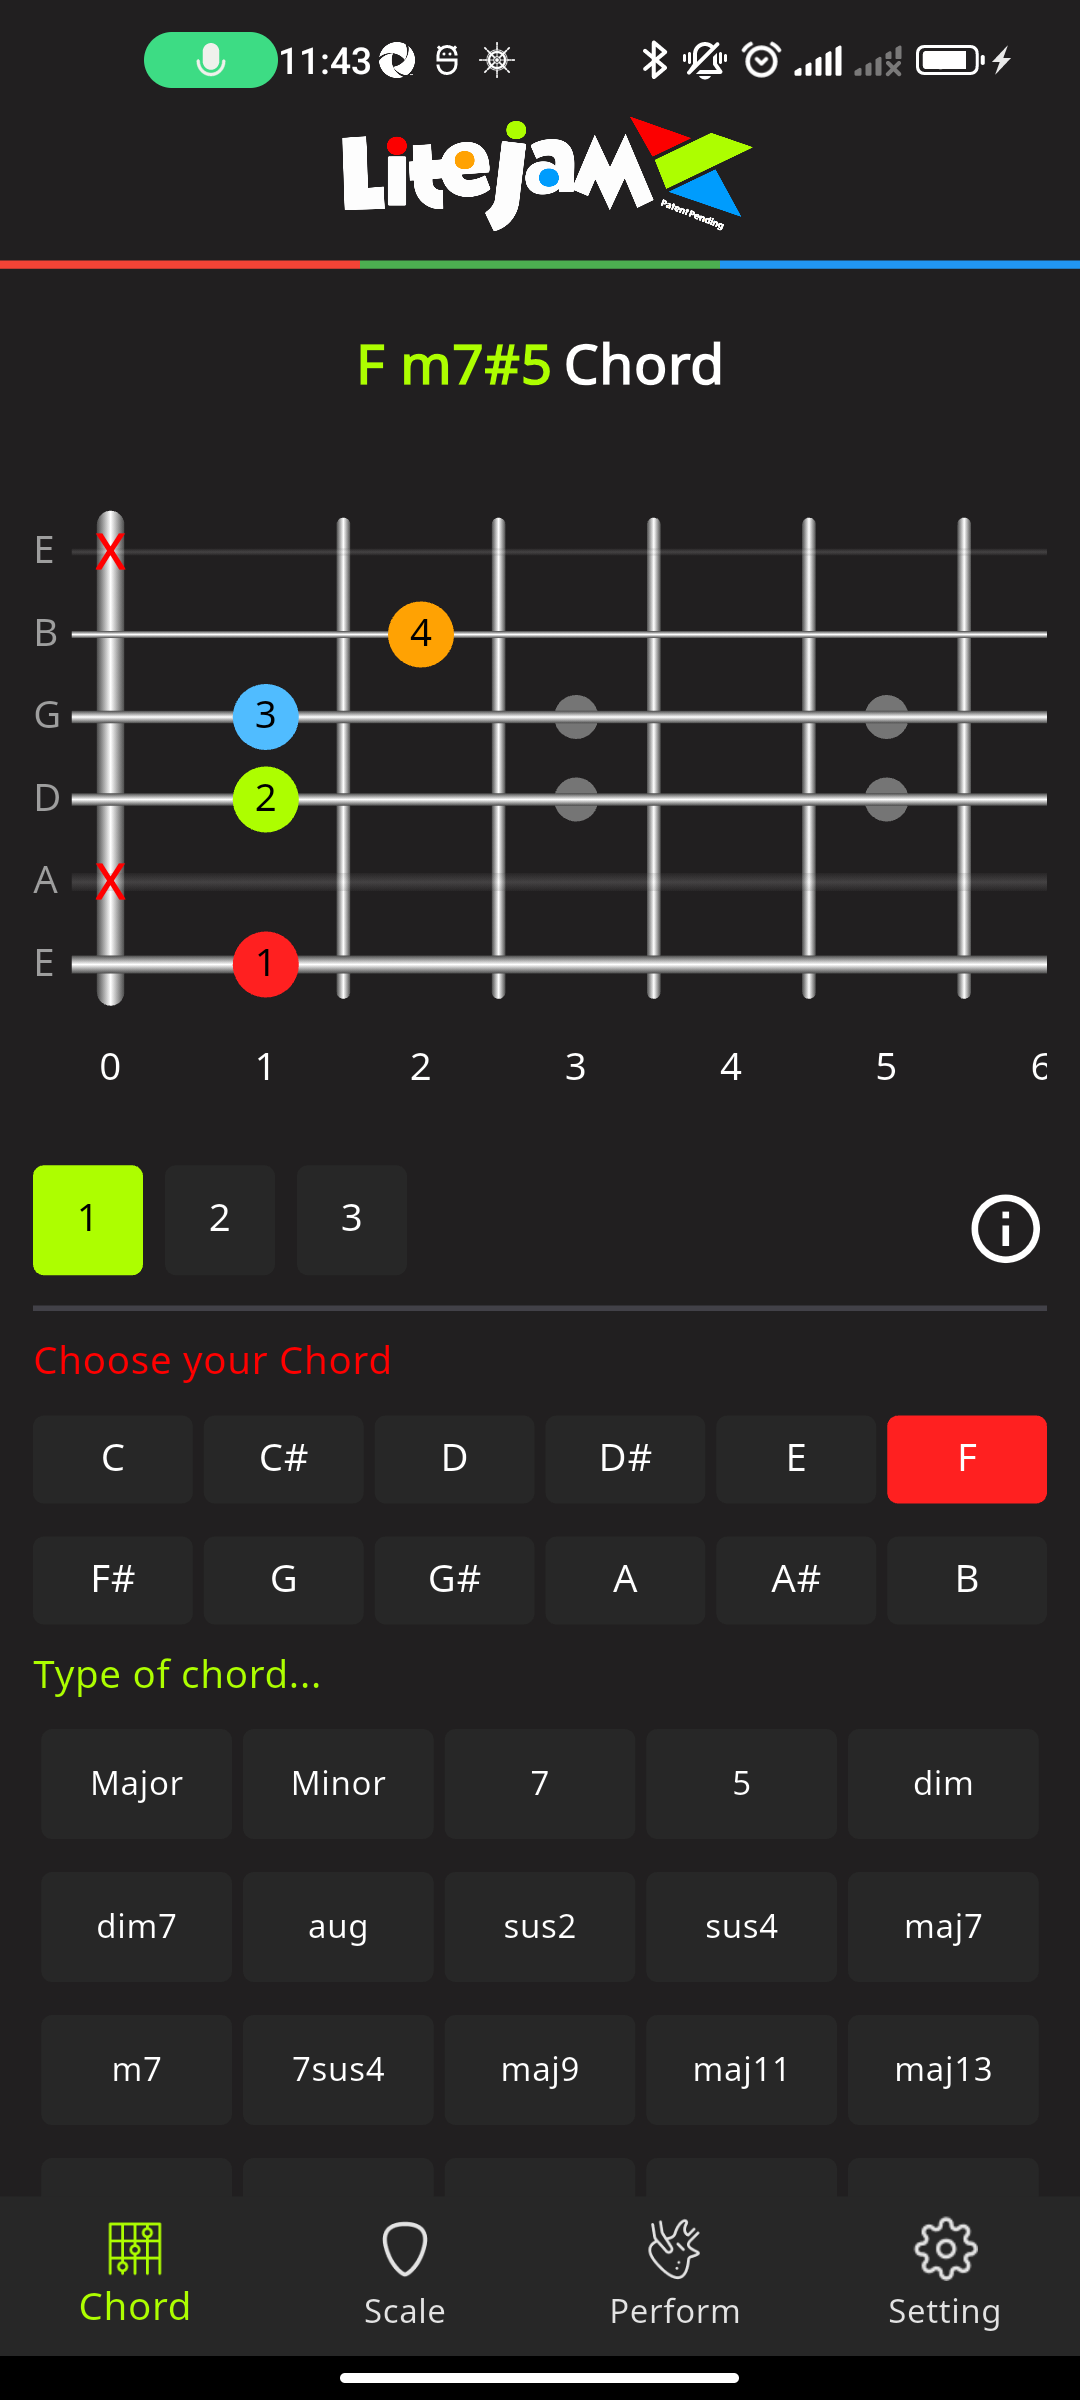 11:43
Litejam
Patent Pending
F m7#5 Chord
E X
B 4
G 3
D 2
A X
E 1
0 1 2 3 4 5 6
1 2 3
Choose your Chord
C C# D D# E F
F# G G# A A# B
Type of chord...
Major Minor 7 5 dim
dim7 aug sus2 sus4 maj7
m7 7sus4 maj9 maj11 maj13
Chord Scale Perform Setting